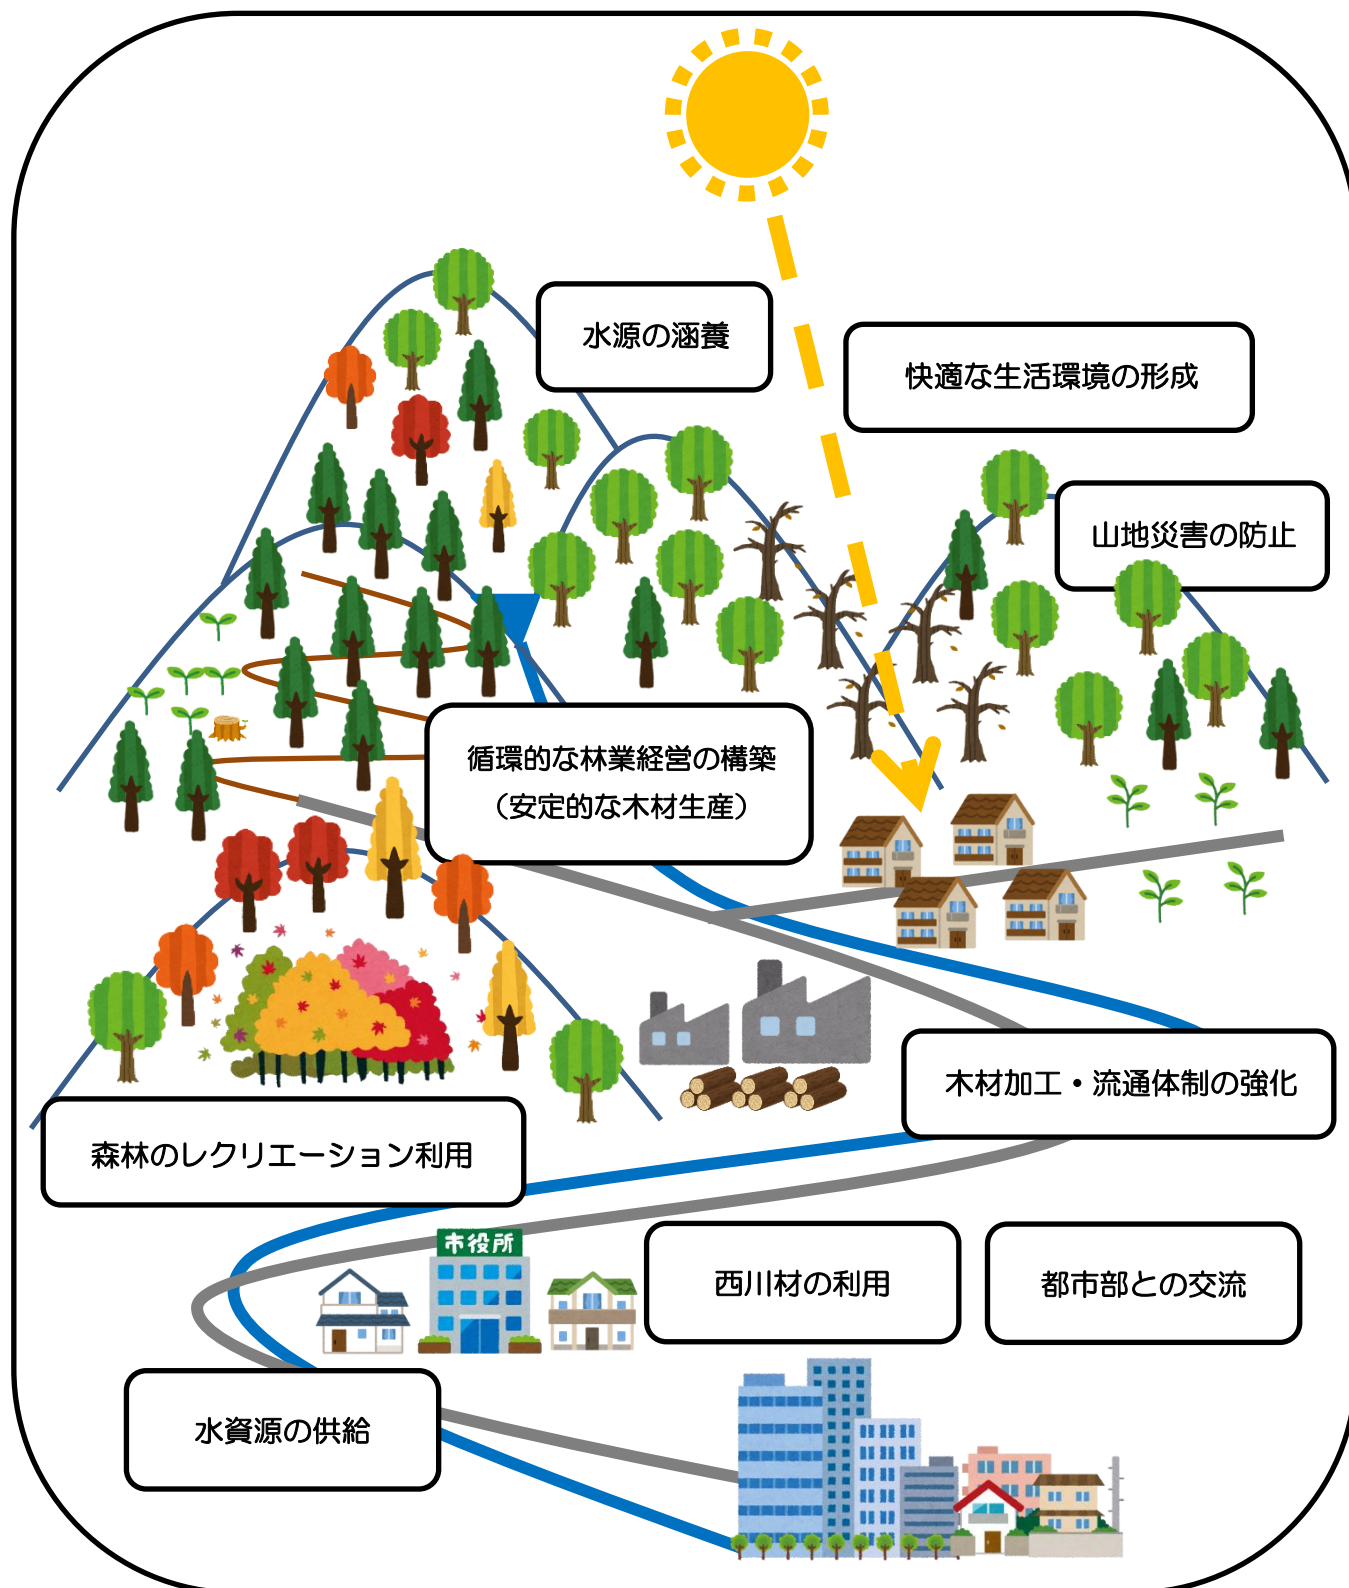 水源の涵養
快適な生活環境の形成
山地災害の防止
循環的な林業経営の構築
（安定的な木材生産）
木材加工・流通体制の強化
森林のレクリエーション利用
市役所
西川材の利用
都市部との交流
水資源の供給